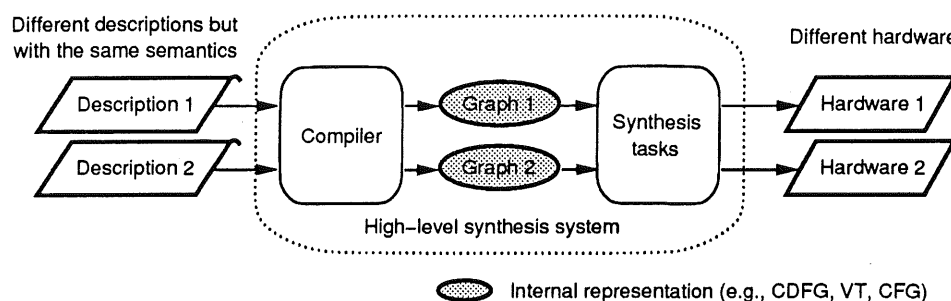 Different descriptions but
with the same semantics
Different hardware
Description 1
Description 2
Compiler
Graph 1
Graph 2
Synthesis
tasks
Hardware 1
Hardware 2
High-level synthesis system
Internal representation (e.g., CDFG, VT, CFG)